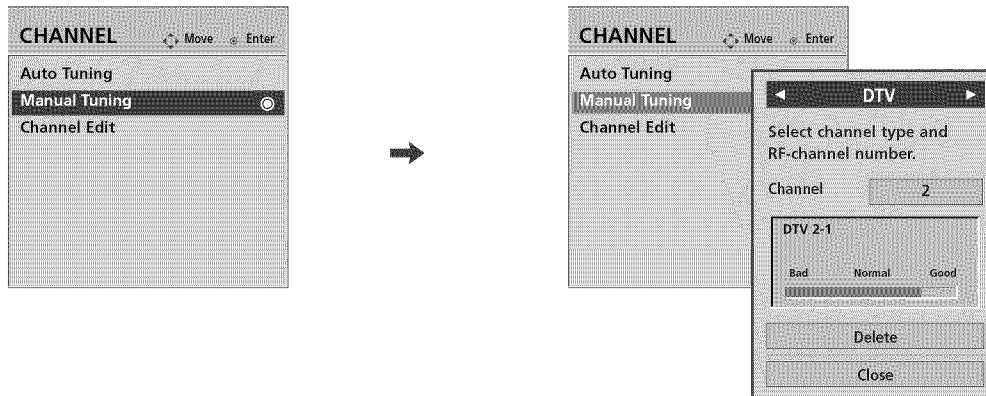 CHANNEL Move Enter
Auto Tuning
Manual Tuning
Channel Edit
CHANNEL Move Enter
Auto Tuning
Manual Tuning
Channel Edit
DTV
Select channel type and
RF-channel number.
Channel 2
DTV 2-1
Bad Normal Good
Delete
Close